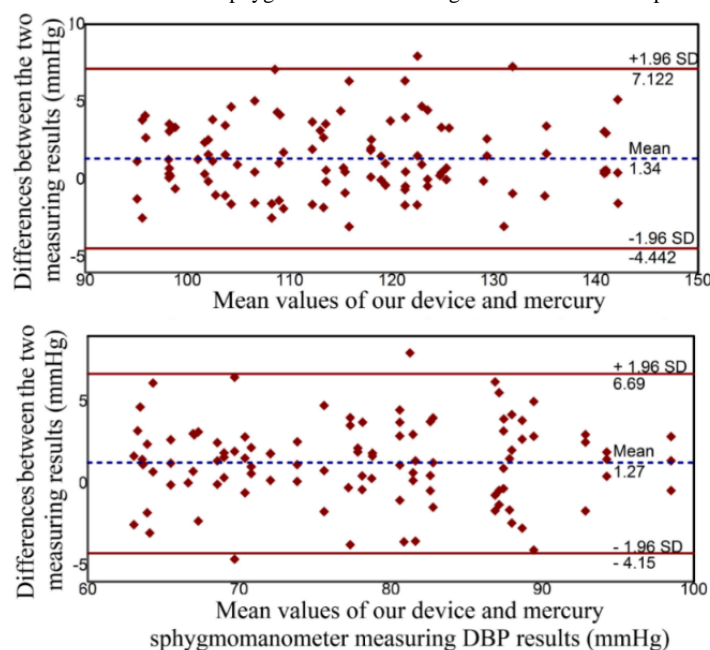 sphygmomanometer measuring
Differences between the two
measuring results (mmHg)
10
5
0
-5
+1.96 SD
7.122
Mean
1.34
-1.96 SD
-4.442
90 100 110 120 130 140 150
Mean values of our device and mercury
Differences between the two
measuring results (mmHg)
5
0
-5
+ 1.96 SD
6.69
Mean
1.27
- 1.96 SD
- 4.15
60 70 80 90 100
Mean values of our device and mercury
sphygmomanometer measuring DBP results (mmHg)